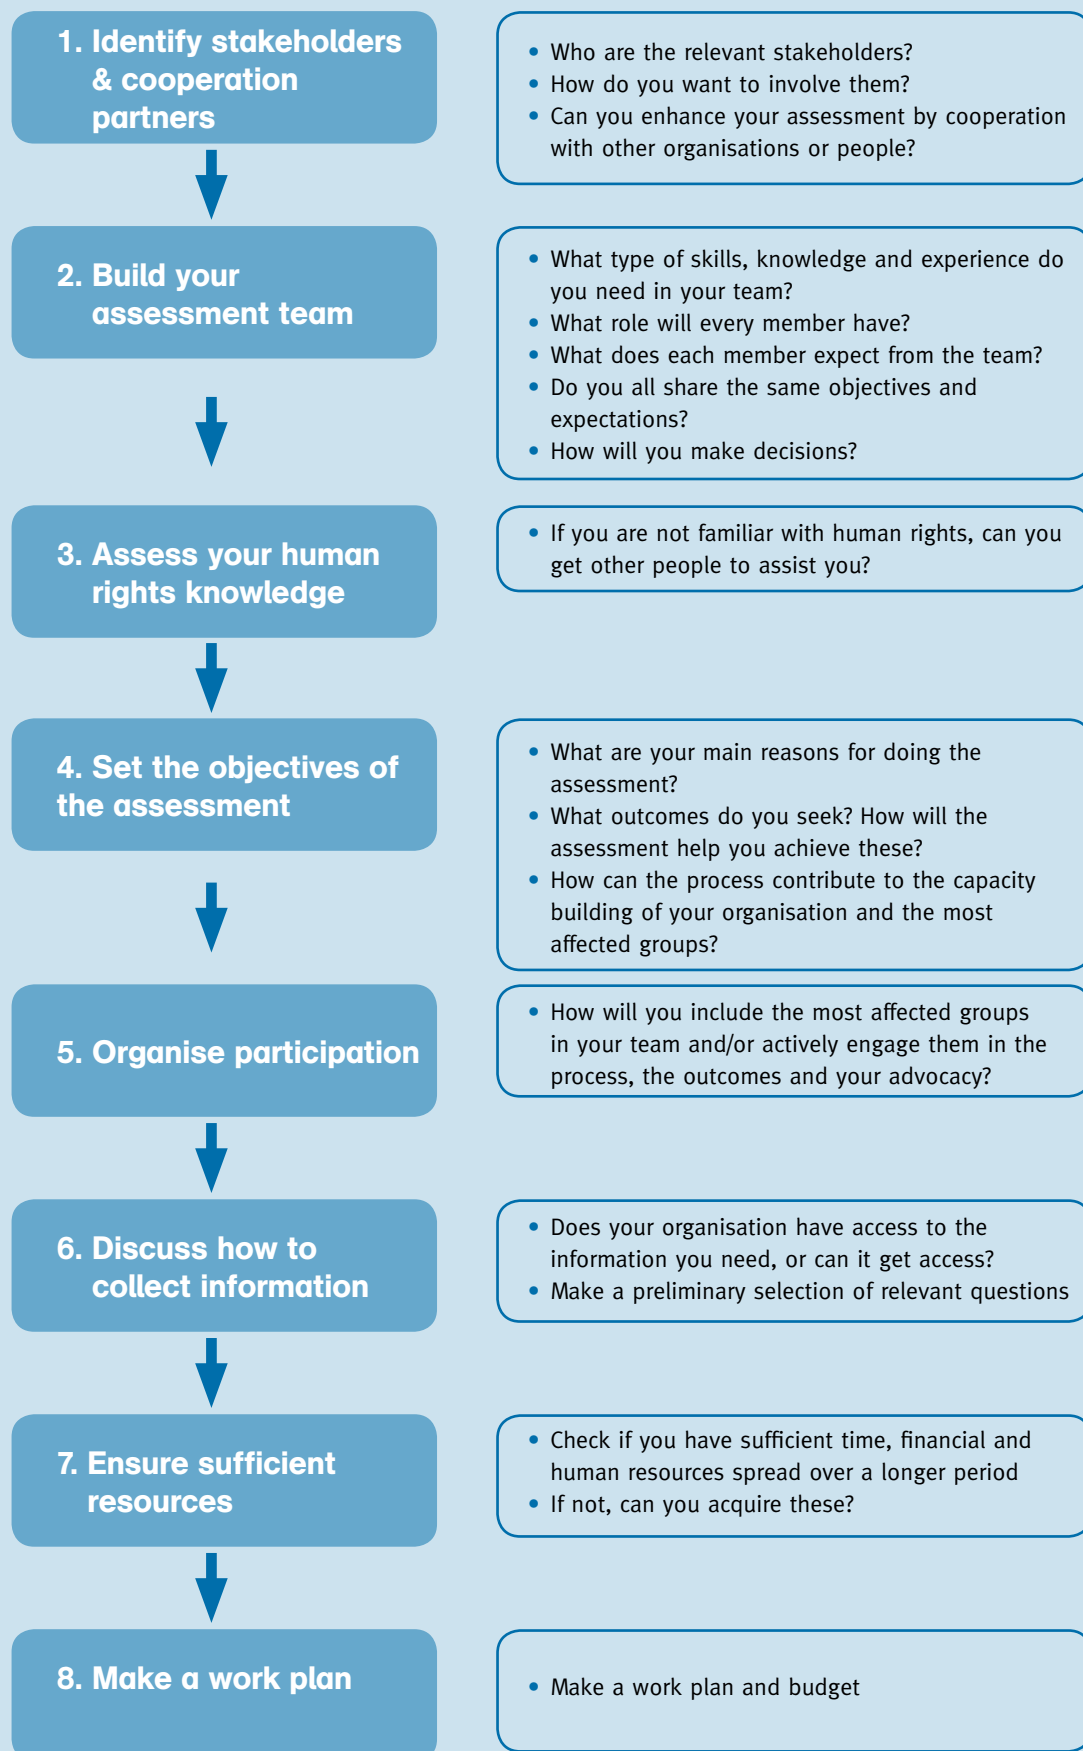 1. Identify stakeholders
& cooperation
partners
• Who are the relevant stakeholders?
• How do you want to involve them?
• Can you enhance your assessment by cooperation
with other organisations or people?
2. Build your
assessment team
• What type of skills, knowledge and experience do
you need in your team?
• What role will every member have?
• What does each member expect from the team?
• Do you all share the same objectives and
expectations?
• How will you make decisions?
3. Assess your human
rights knowledge
• If you are not familiar with human rights, can you
get other people to assist you?
4. Set the objectives of
the assessment
• What are your main reasons for doing the
assessment?
• What outcomes do you seek? How will the
assessment help you achieve these?
• How can the process contribute to the capacity
building of your organisation and the most
affected groups?
5. Organise participation
• How will you include the most affected groups
in your team and/or actively engage them in the
process, the outcomes and your advocacy?
6. Discuss how to
collect information
• Does your organisation have access to the
information you need, or can it get access?
• Make a preliminary selection of relevant questions
7. Ensure sufficient
resources
• Check if you have sufficient time, financial and
human resources spread over a longer period
• If not, can you acquire these?
8. Make a work plan
• Make a work plan and budget